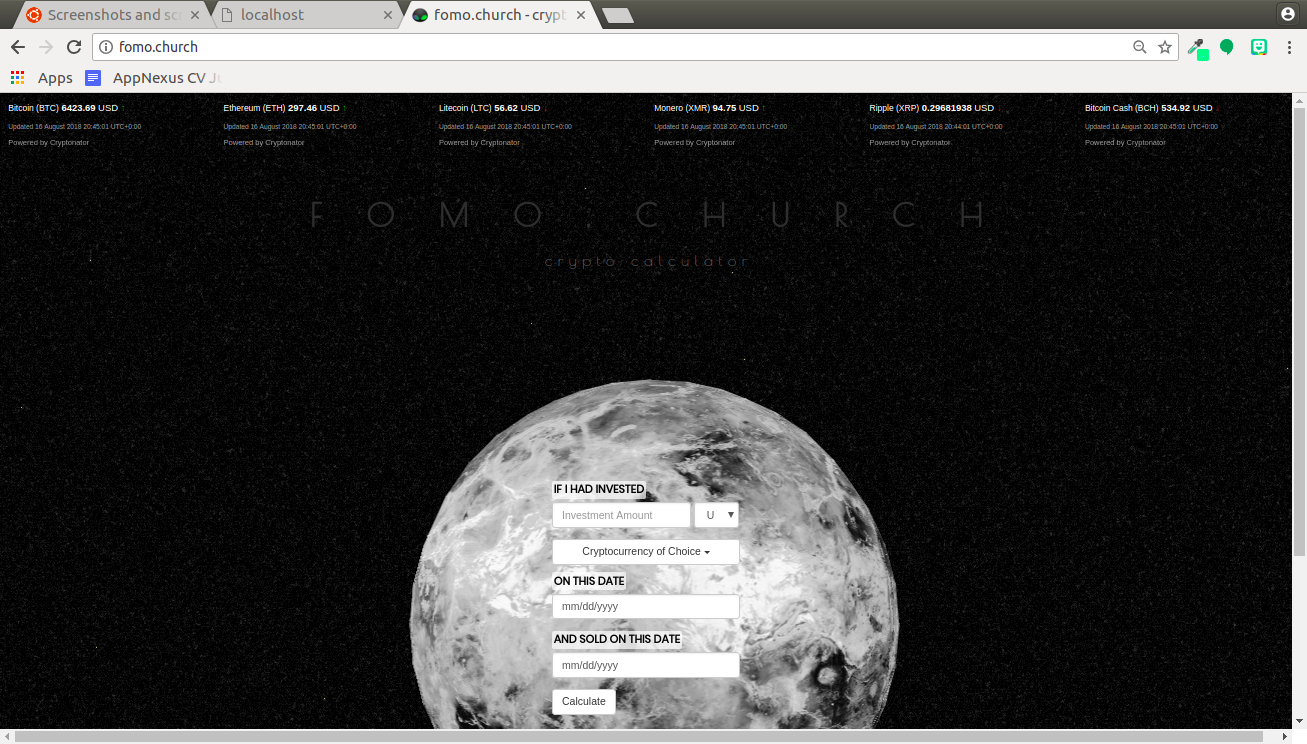 Screenshots and scr
localhost
fomo.church - crypt
fomo.church
Apps
AppNexus CV Ju
Bitcoin (BTC) 6423.69 USD ↑
Ethereum (ETH) 297.46 USD ↑
Litecoin (LTC) 56.62 USD
Monero (XMR) 94.75 USD ↑
Ripple (XRP) 0.29681938 USD
Bitcoin Cash (BCH) 534.92 USD
Updated 16 August 2018 20:45:01 UTC+0:00
Updated 16 August 2018 20:45:01 UTC+0:00
Updated 16 August 2018 20:45:01 UTC+0:00
Updated 16 August 2018 20:45:01 UTC+0:00
Updated 16 August 2018 20:44:01 UTC+0:00
Updated 16 August 2018 20:45:01 UTC+0:00
Powered by Cryptonator
Powered by Cryptonator
Powered by Cryptonator
Powered by Cryptonator
Powered by Cryptonator
Powered by Cryptonator
FOMO.CHURCH
crypto calculator
IF I HAD INVESTED
Investment Amount
U
Cryptocurrency of Choice
ON THIS DATE
mm/dd/yyyy
AND SOLD ON THIS DATE
mm/dd/yyyy
Calculate